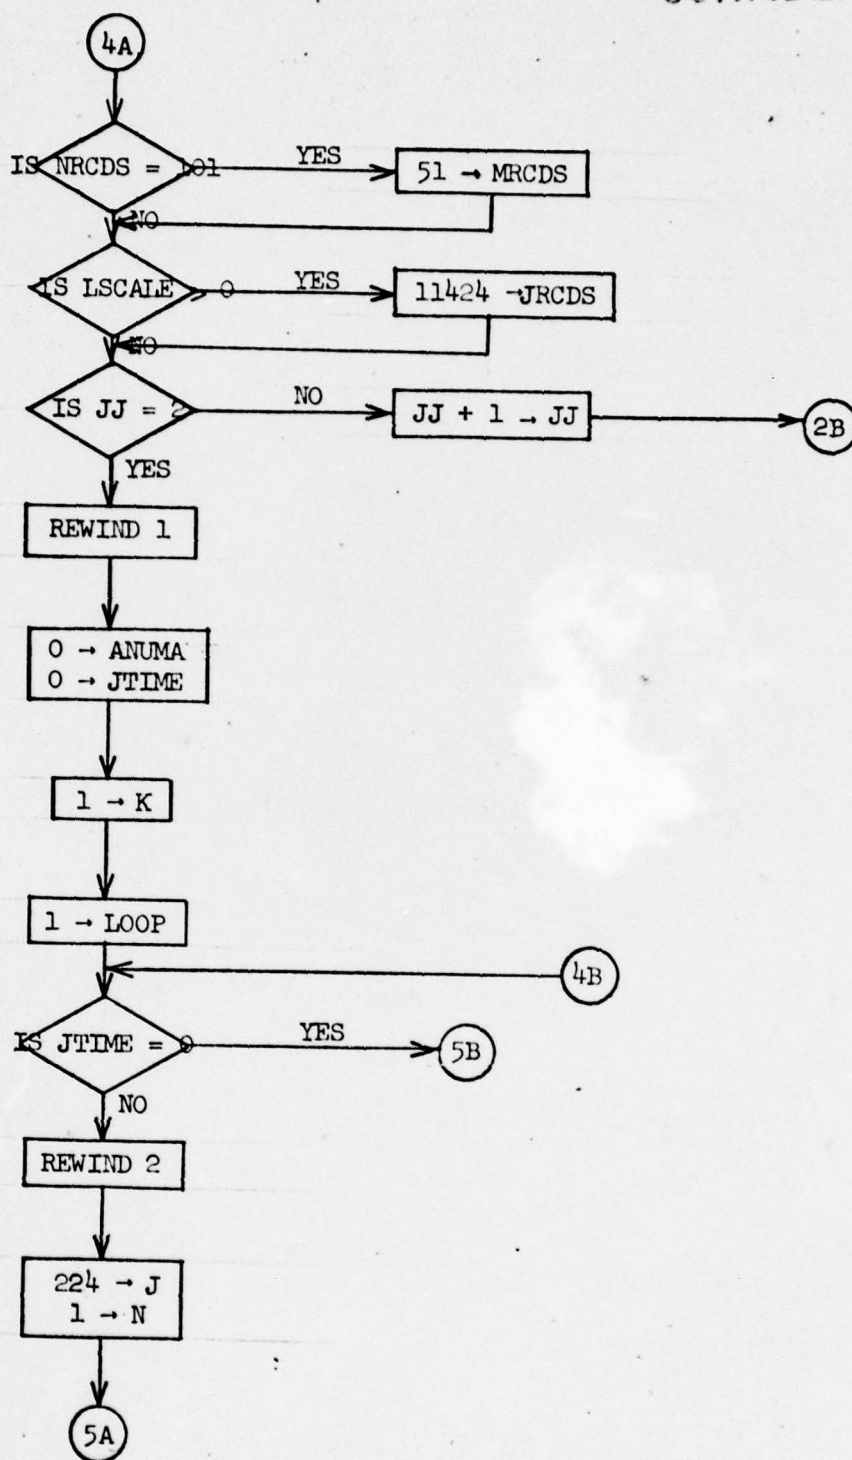 4A
IS NRCDS = 101
YES
51 → MRCDS
NO
IS LSCALE > 0
YES
11424 → JRCDS
NO
IS JJ = 2
NO
JJ + 1 → JJ
2B
YES
REWIND 1
0 → ANUMA
0 → JTIME
1 → K
1 → LOOP
4B
IS JTIME = 0
YES
5B
NO
REWIND 2
224 → J
1 → N
5A